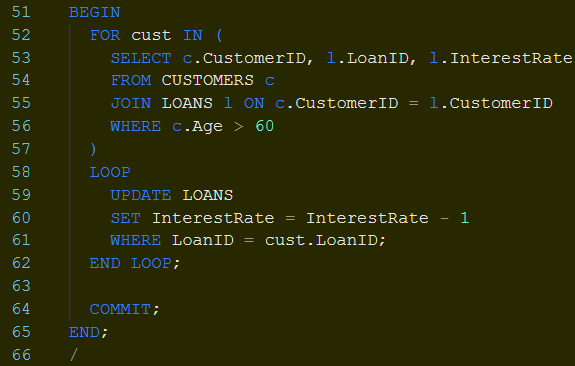 51 BEGIN
52   FOR cust IN (
53     SELECT c.CustomerID, l.LoanID, l.InterestRate
54     FROM CUSTOMERS c
55     JOIN LOANS l ON c.CustomerID = l.CustomerID
56     WHERE c.Age > 60
57   )
58   LOOP
59     UPDATE LOANS
60     SET InterestRate = InterestRate - 1
61     WHERE LoanID = cust.LoanID;
62   END LOOP;
63
64   COMMIT;
65 END;
66 /